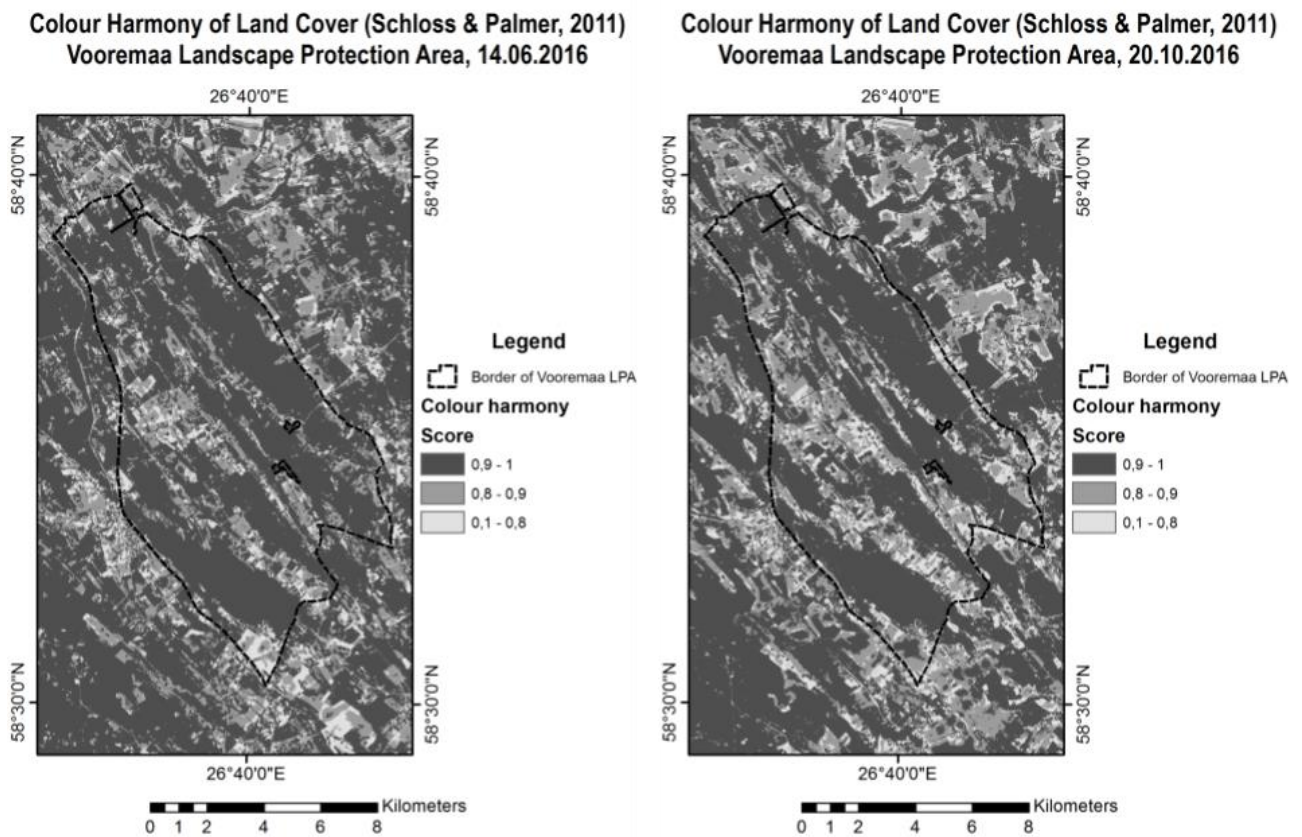 Colour Harmony of Land Cover (Schloss & Palmer, 2011)
Vooremaa Landscape Protection Area, 14.06.2016
26°40'0"E
58°40'0"N
58°40'0"N
Legend
Border of Vooremaa LPA
Colour harmony
Score
0,9 - 1
0,8 - 0,9
0,1 - 0,8
58°30'0"N
58°30'0"N
26°40'0"E
Kilometers
0 1 2 4 6 8
Colour Harmony of Land Cover (Schloss & Palmer, 2011)
Vooremaa Landscape Protection Area, 20.10.2016
26°40'0"E
58°40'0"N
58°40'0"N
Legend
Border of Vooremaa LPA
Colour harmony
Score
0,9 - 1
0,8 - 0,9
0,1 - 0,8
58°30'0"N
58°30'0"N
26°40'0"E
Kilometers
0 1 2 4 6 8